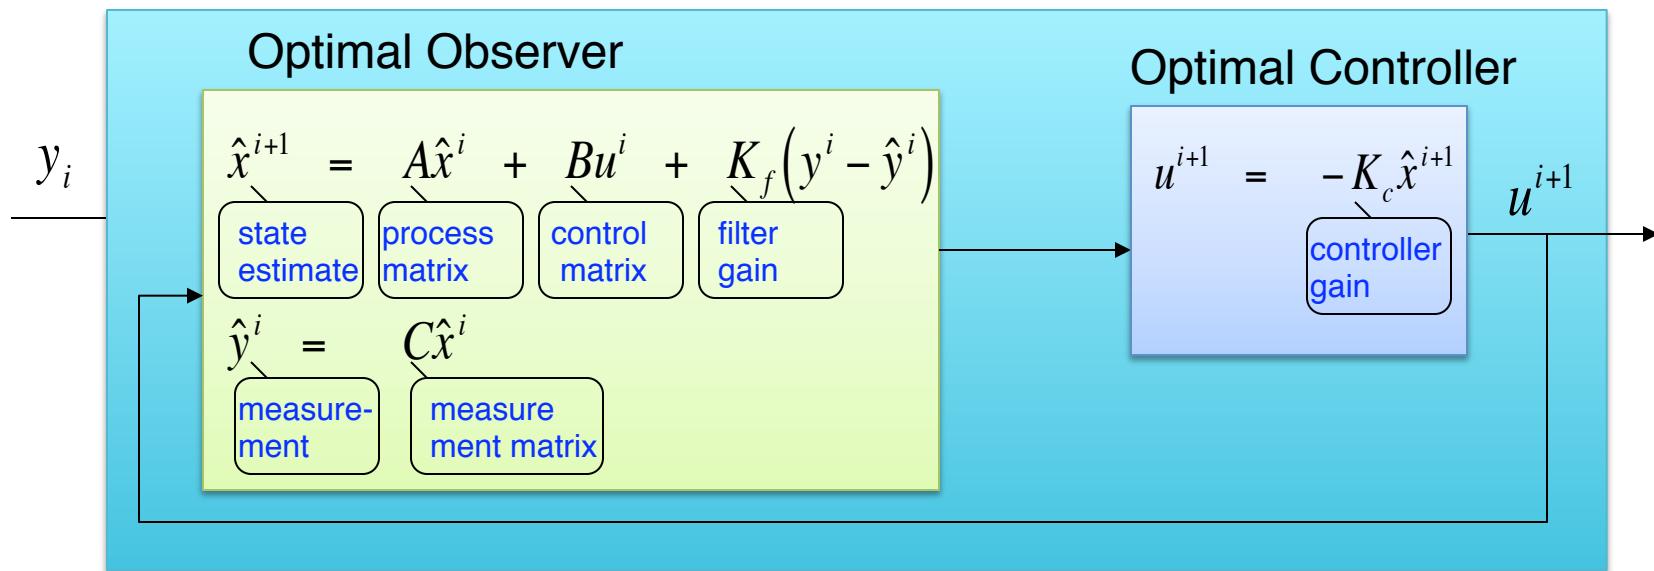 Optimal Observer
Optimal Controller
y_i
x̂^{i+1} = Ax̂^i + Bu^i + K_f(y^i − ŷ^i)
state
estimate
process
matrix
control
matrix
filter
gain
ŷ^i = Cx̂^i
measure-
ment
measure
ment matrix
u^{i+1} = −K_c x̂^{i+1}
controller
gain
u^{i+1}